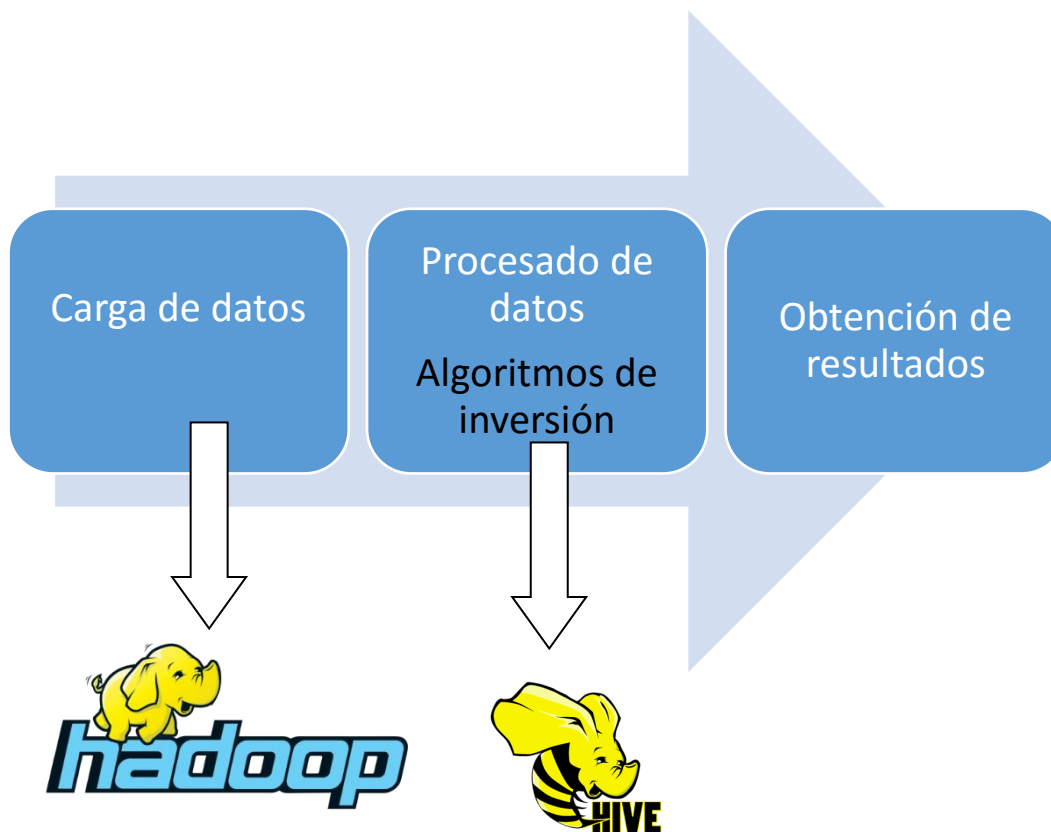 Carga de datos
Procesado de
datos
Algoritmos de
inversión
Obtención de
resultados
hadoop
HIVE